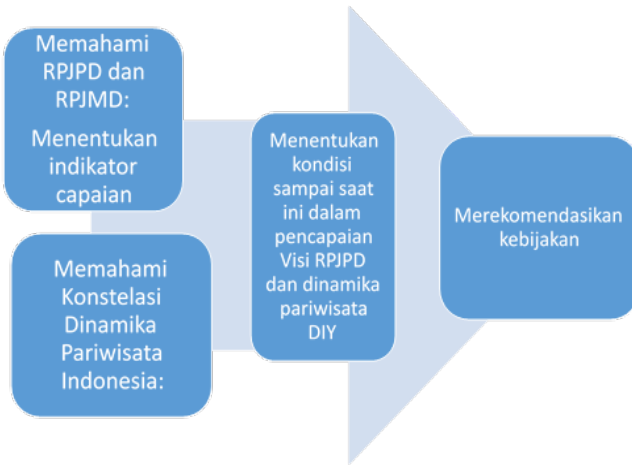 Memahami
RPJPD dan
RPJMD:
Menentukan
indikator
capaian
Memahami
Konstelasi
Dinamika
Pariwisata
Indonesia:
Menentukan
kondisi
sampai saat
ini dalam
pencapaian
Visi RPJPD
dan dinamika
pariwisata
DIY
Merekomendasikan
kebijakan